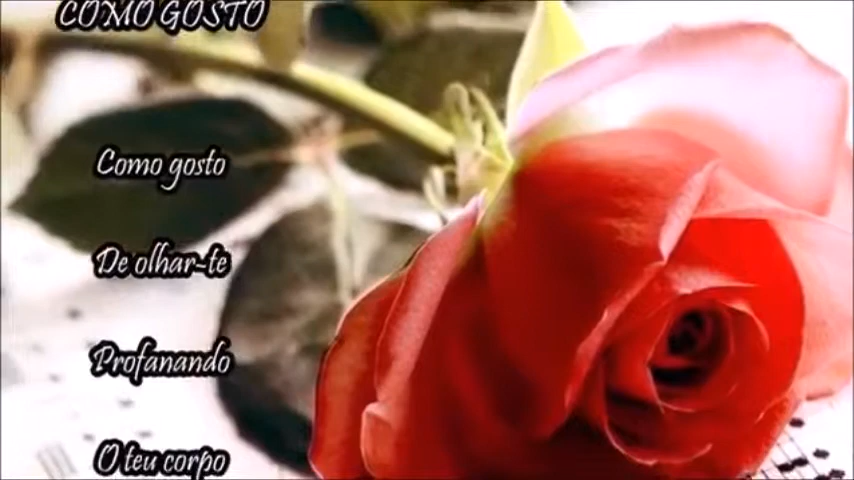 COMO GOSTO
Como gosto
De olhar-te
Profanando
O teu corpo